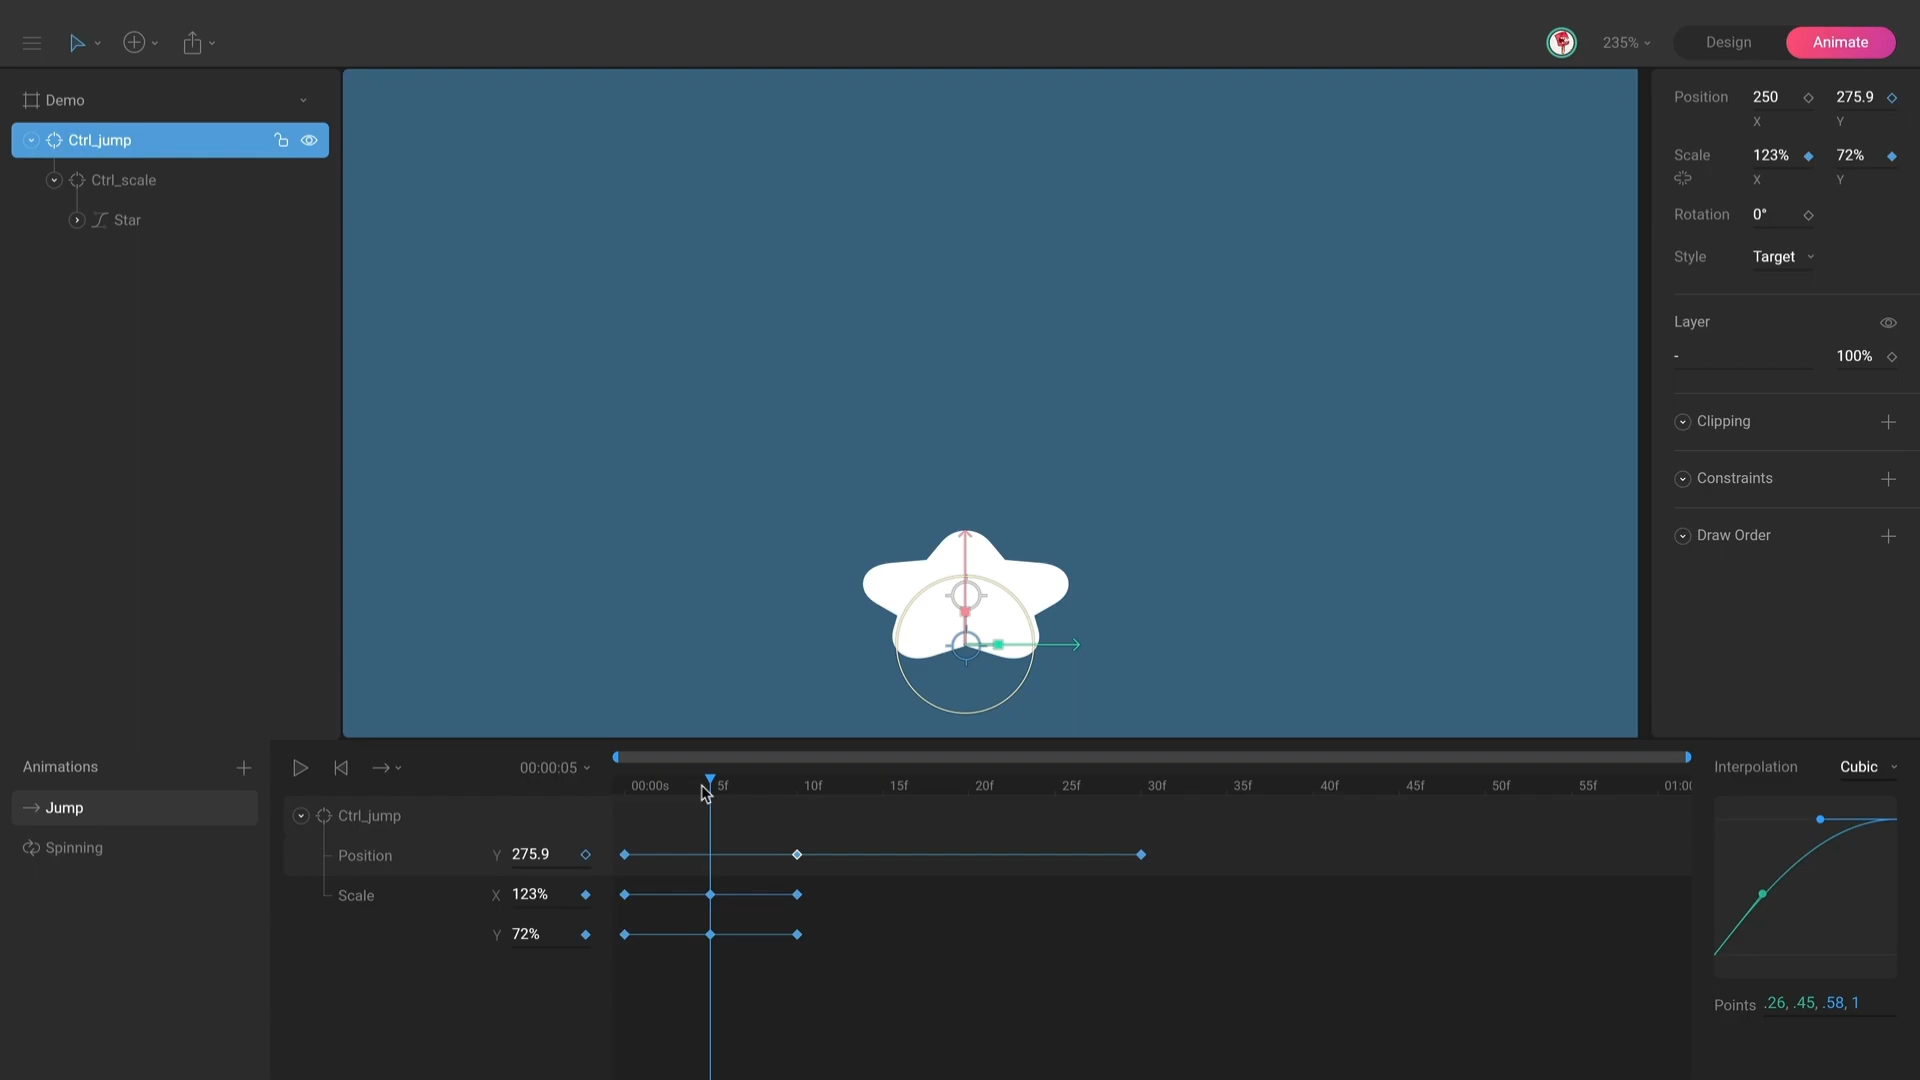 235%
Design
Animate
Demo
Ctrl_jump
Ctrl_scale
Star
Position 250 275.9
X Y
Scale 123% 72%
X Y
Rotation 0°
Style Target
Layer
- 100%
Clipping
Constraints
Draw Order
Animations
Jump
Spinning
00:00:05
00:00s 5f 10f 15f 20f 25f 30f 35f 40f 45f 50f 55f 01:00
Ctrl_jump
Position Y 275.9
Scale X 123%
Y 72%
Interpolation Cubic
Points .26, .45, .58, 1